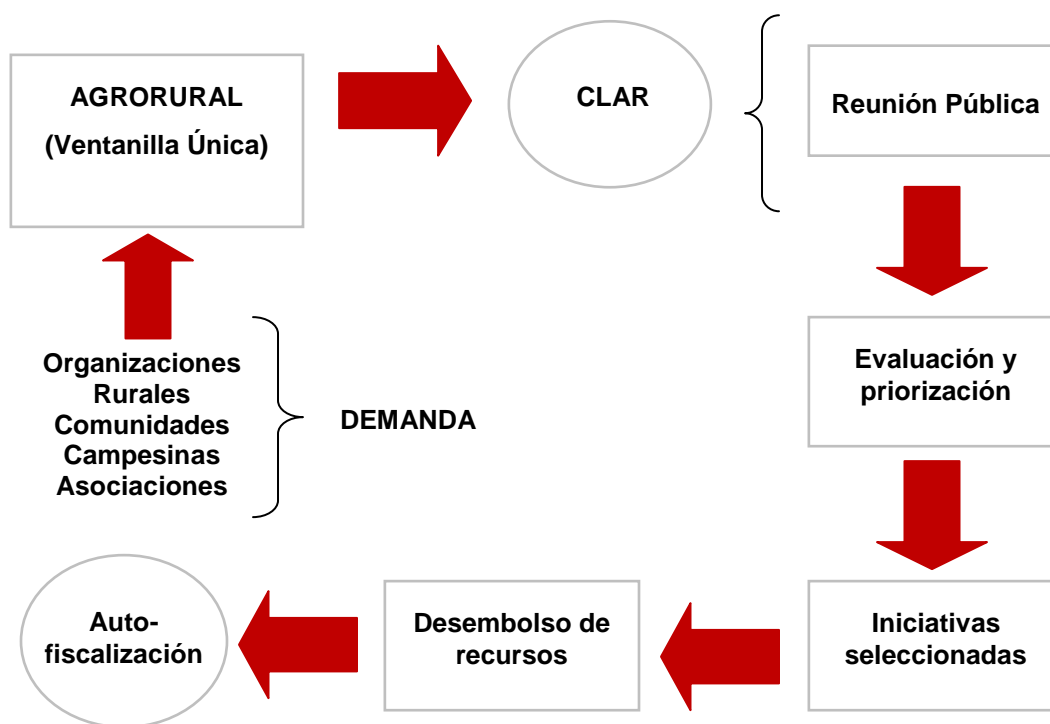 AGRORURAL
(Ventanilla Única)
CLAR
Reunión Pública
Organizaciones
Rurales
Comunidades
Campesinas
Asociaciones
DEMANDA
Evaluación y
priorización
Iniciativas
seleccionadas
Desembolso de
recursos
Auto-
fiscalización